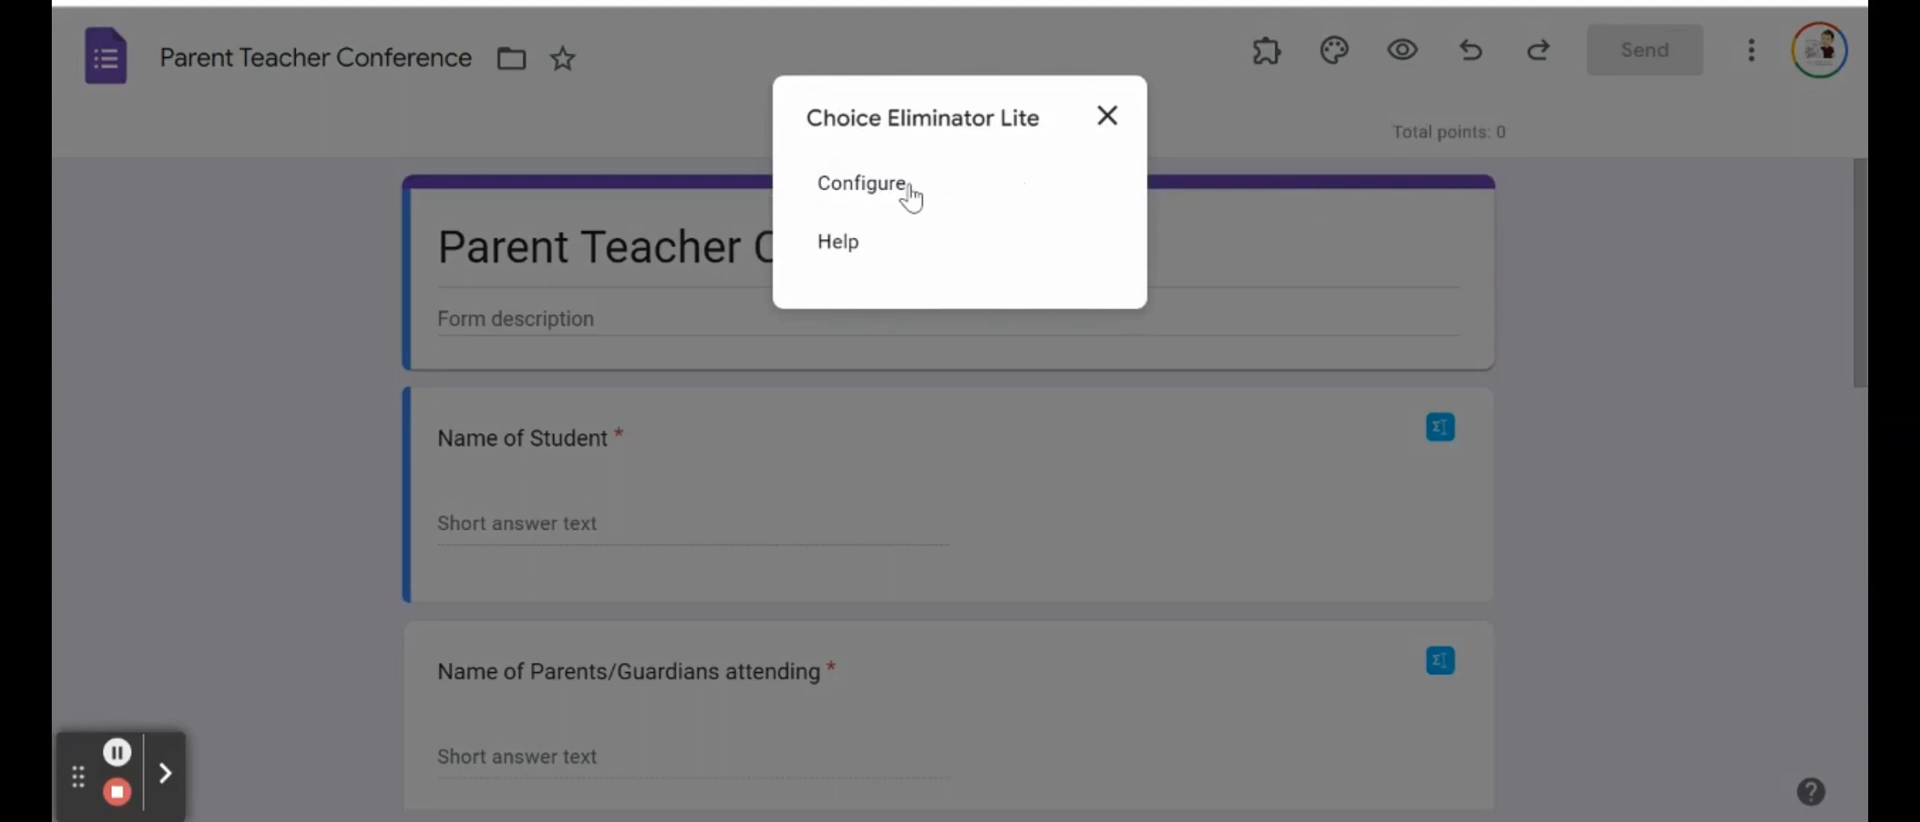 Parent Teacher Conference
Send
Choice Eliminator Lite
Total points: 0
Configure
Help
Parent Teacher C
Form description
Name of Student *
Short answer text
Name of Parents/Guardians attending *
Short answer text